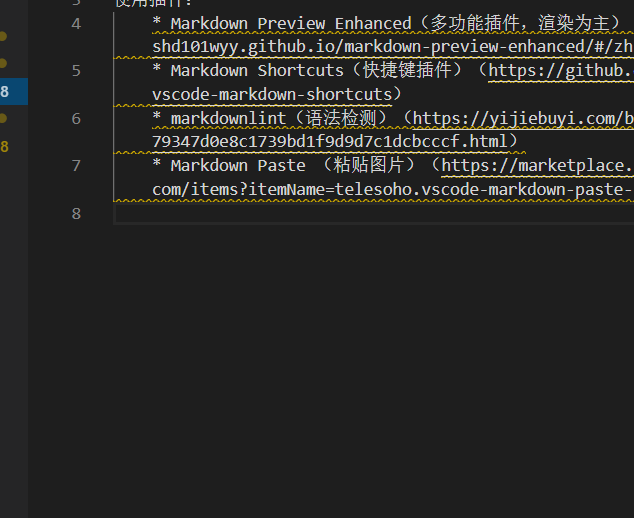 使用插件：
4 * Markdown Preview Enhanced（多功能插件，渲染为主）
shd101wyy.github.io/markdown-preview-enhanced/#/zh
5 * Markdown Shortcuts（快捷键插件）（https://github.
vscode-markdown-shortcuts）
8
6 * markdownlint（语法检测）（https://yijiebuyi.com/b
8 79347d0e8c1739bd1f9d9d7c1dcbcccf.html）
7 * Markdown Paste （粘贴图片）（https://marketplace.
com/items?itemName=telesoho.vscode-markdown-paste-
8